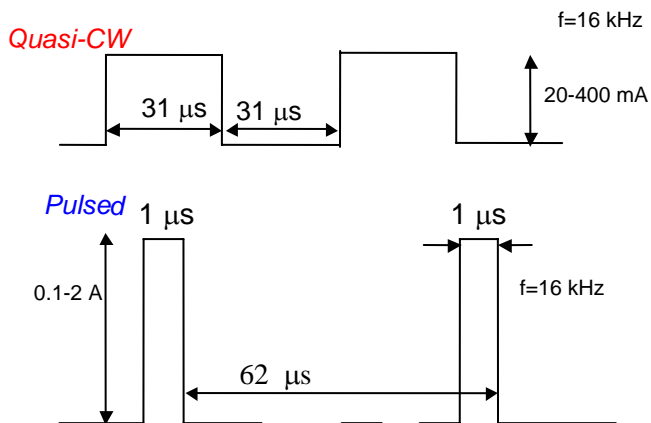 f=16 kHz
Quasi-CW
31 μs 31 μs
20-400 mA
Pulsed
1 μs 1 μs
0.1-2 A
f=16 kHz
62 μs